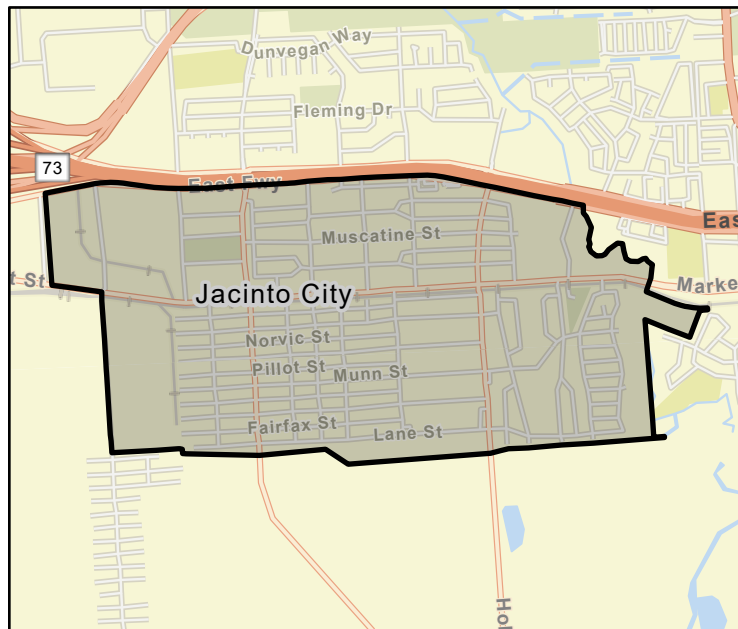 Dunvegan Way
Fleming Dr
73
East Fwy
Eas
Muscatine St
t St
Marke
Jacinto City
Norvic St
Pillot St
Munn St
Fairfax St
Lane St
Hol